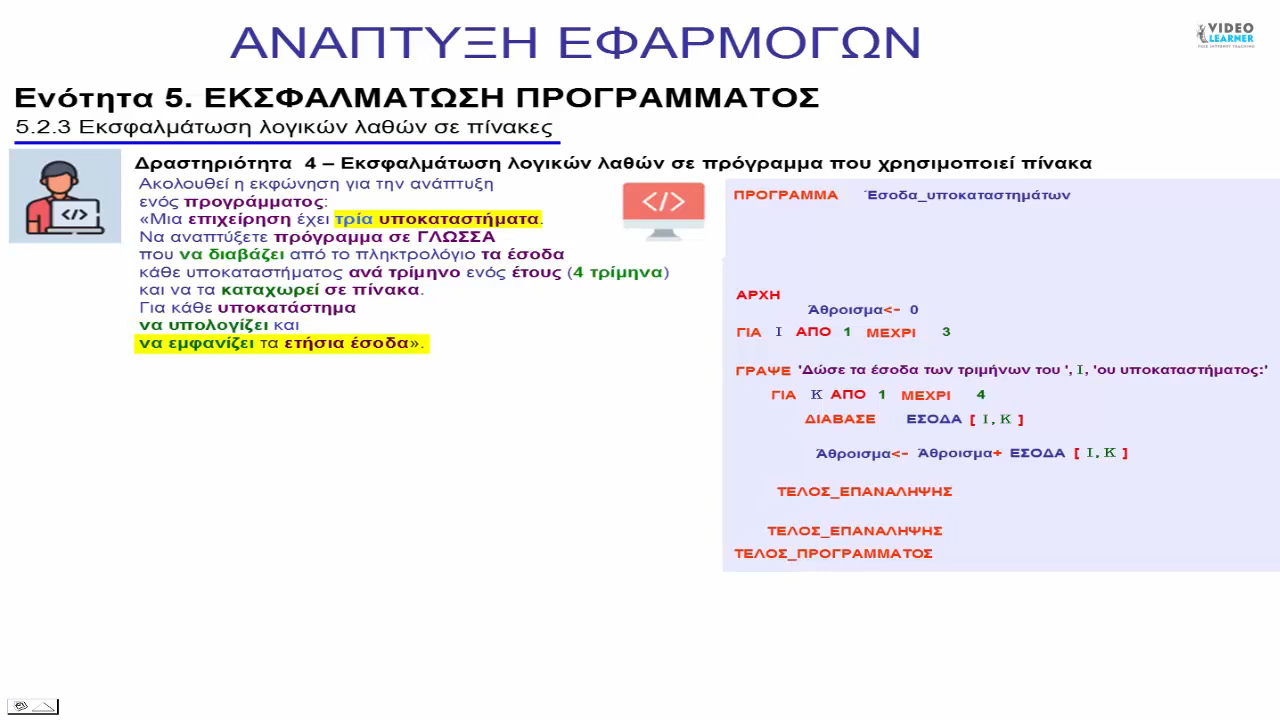 ΑΝΑΠΤΥΞΗ ΕΦΑΡΜΟΓΩΝ
VIDEO
LEARNER
FREE INTERNET TEACHING
Ενότητα 5. ΕΚΣΦΑΛΜΑΤΩΣΗ ΠΡΟΓΡΑΜΜΑΤΟΣ
5.2.3 Εκσφαλμάτωση λογικών λαθών σε πίνακες
Δραστηριότητα 4 – Εκσφαλμάτωση λογικών λαθών σε πρόγραμμα που χρησιμοποιεί πίνακα
Ακολουθεί η εκφώνηση για την ανάπτυξη
ενός προγράμματος:
«Μια επιχείρηση έχει τρία υποκαταστήματα.
Να αναπτύξετε πρόγραμμα σε ΓΛΩΣΣΑ
που να διαβάζει από το πληκτρολόγιο τα έσοδα
κάθε υποκαταστήματος ανά τρίμηνο ενός έτους (4 τρίμηνα)
και να τα καταχωρεί σε πίνακα.
Για κάθε υποκατάστημα
να υπολογίζει και
να εμφανίζει τα ετήσια έσοδα».
</>
</>
ΠΡΟΓΡΑΜΜΑ Έσοδα_υποκαταστημάτων
ΑΡΧΗ
Άθροισμα<- 0
ΓΙΑ Ι ΑΠΟ 1 ΜΕΧΡΙ 3
ΓΡΑΨΕ 'Δώσε τα έσοδα των τριμήνων του ', Ι, 'ου υποκαταστήματος:'
ΓΙΑ Κ ΑΠΟ 1 ΜΕΧΡΙ 4
ΔΙΑΒΑΣΕ ΕΣΟΔΑ [ Ι, Κ ]
Άθροισμα<- Άθροισμα+ ΕΣΟΔΑ [ Ι, Κ ]
ΤΕΛΟΣ_ΕΠΑΝΑΛΗΨΗΣ
ΤΕΛΟΣ_ΕΠΑΝΑΛΗΨΗΣ
ΤΕΛΟΣ_ΠΡΟΓΡΑΜΜΑΤΟΣ